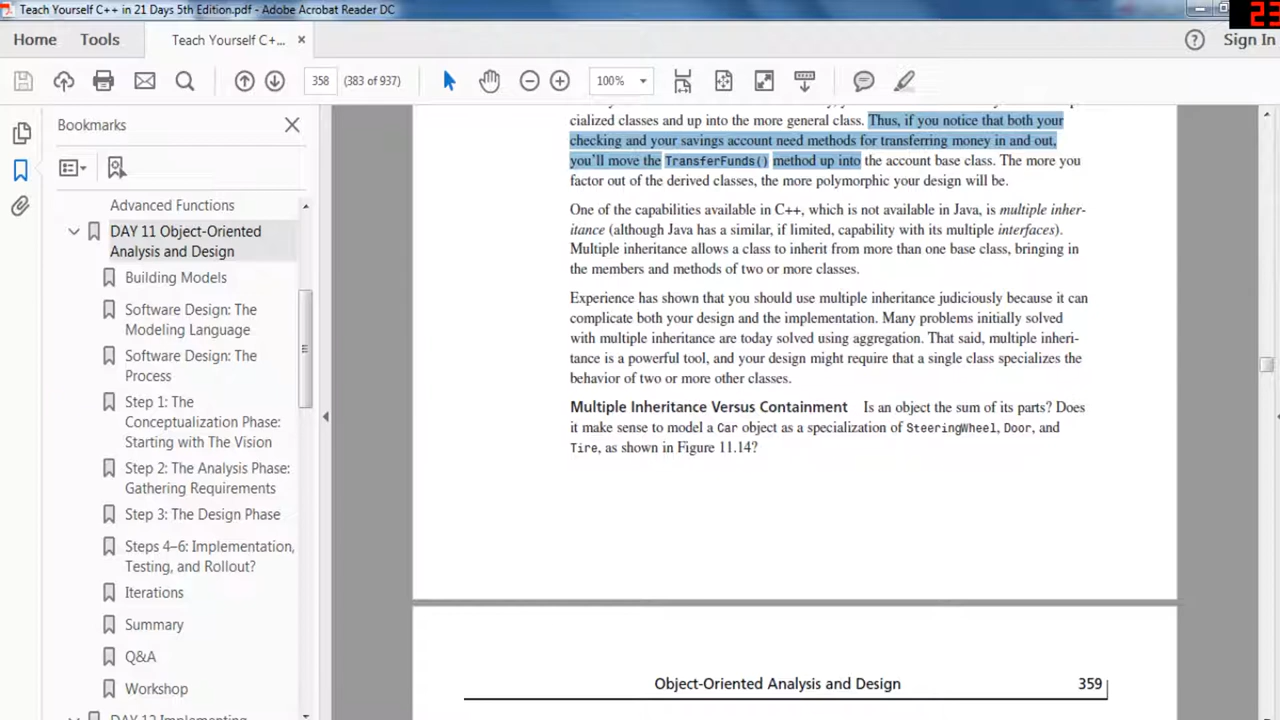 Teach Yourself C++ in 21 Days 5th Edition.pdf - Adobe Acrobat Reader DC
23
Home Tools Teach Yourself C+... × Sign In
358 (383 of 937) 100%
Bookmarks
Advanced Functions
DAY 11 Object-Oriented
Analysis and Design
Building Models
Software Design: The
Modeling Language
Software Design: The
Process
Step 1: The
Conceptualization Phase:
Starting with The Vision
Step 2: The Analysis Phase:
Gathering Requirements
Step 3: The Design Phase
Steps 4–6: Implementation,
Testing, and Rollout?
Iterations
Summary
Q&A
Workshop
DAY 12 Implementing
cialized classes and up into the more general class. Thus, if you notice that both your
checking and your savings account need methods for transferring money in and out,
you'll move the TransferFunds() method up into the account base class. The more you
factor out of the derived classes, the more polymorphic your design will be.
One of the capabilities available in C++, which is not available in Java, is multiple inher-
itance (although Java has a similar, if limited, capability with its multiple interfaces).
Multiple inheritance allows a class to inherit from more than one base class, bringing in
the members and methods of two or more classes.
Experience has shown that you should use multiple inheritance judiciously because it can
complicate both your design and the implementation. Many problems initially solved
with multiple inheritance are today solved using aggregation. That said, multiple inheri-
tance is a powerful tool, and your design might require that a single class specializes the
behavior of two or more other classes.
Multiple Inheritance Versus Containment Is an object the sum of its parts? Does
it make sense to model a Car object as a specialization of SteeringWheel, Door, and
Tire, as shown in Figure 11.14?
Object-Oriented Analysis and Design 359